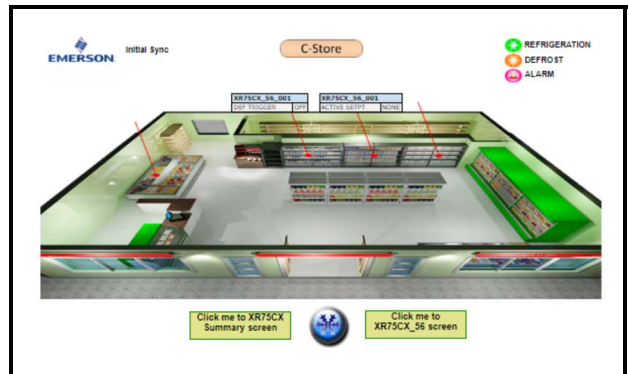 EMERSON
Initial Sync
C-Store
REFRIGERATION
DEFROST
ALARM
XR75CX_56_001
DEF TRIGGER OFF
XR75CX_56_001
ACTIVE SETPT NONE
Click me to XR75CX
Summary screen
Click me to
XR75CX_56 screen